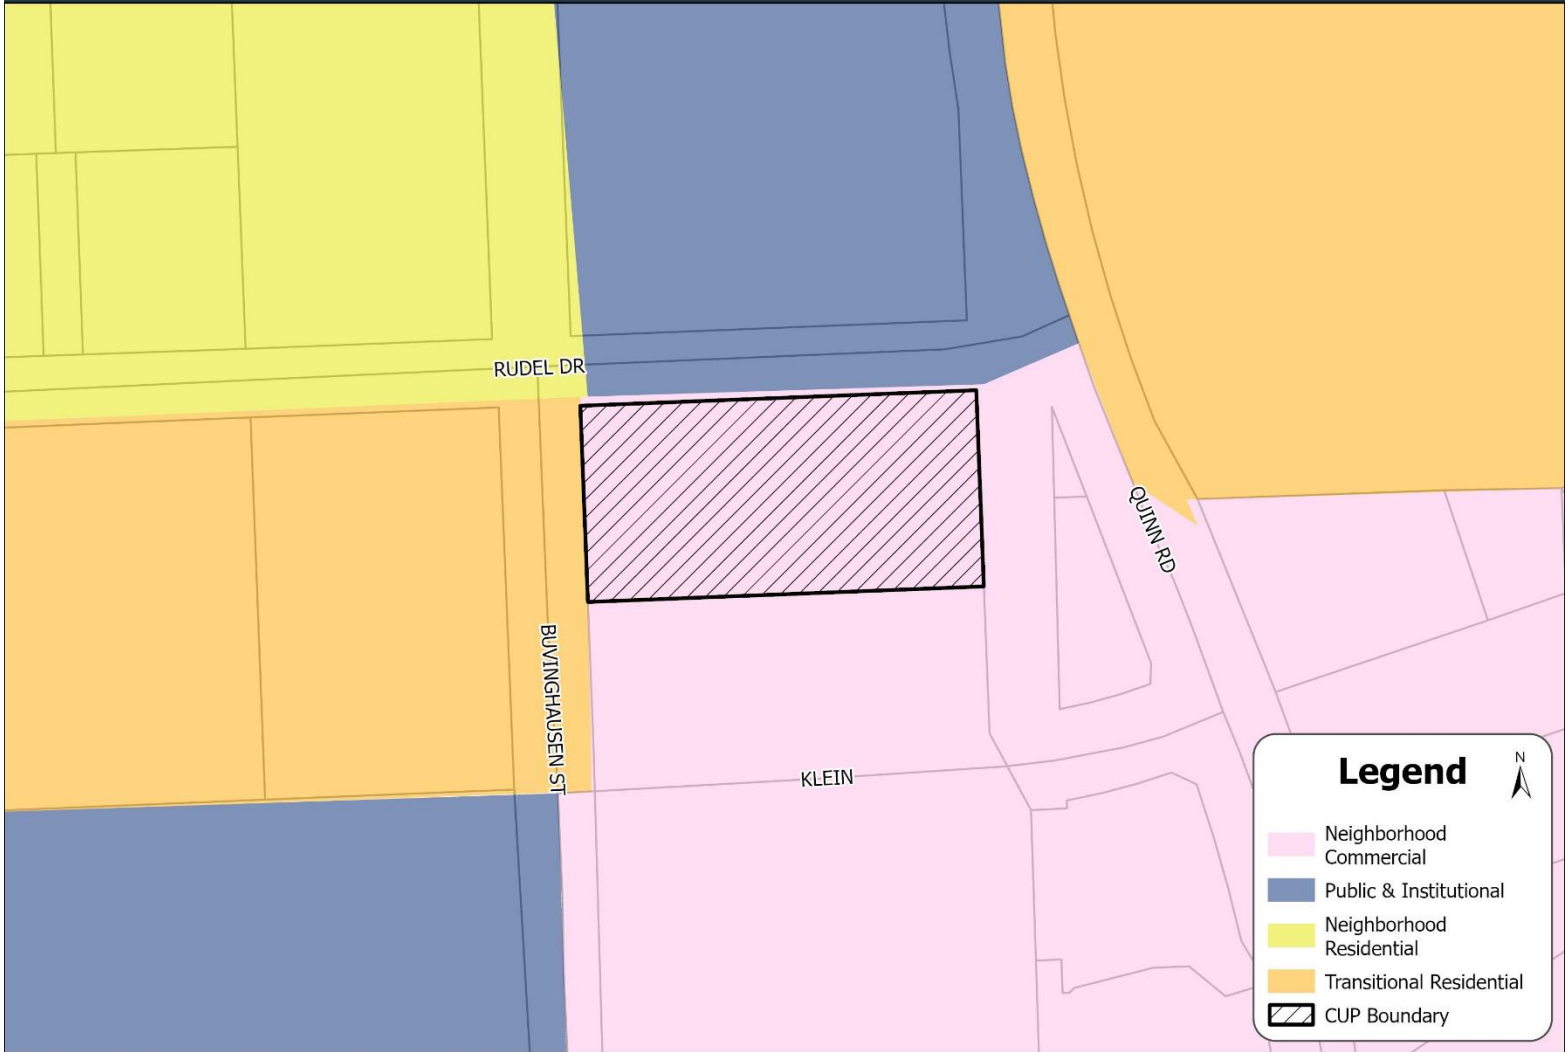 RUDEL DR
QUINN RD
BUVINGHAUSEN ST
KLEIN
Legend
N
Neighborhood
Commercial
Public & Institutional
Neighborhood
Residential
Transitional Residential
CUP Boundary